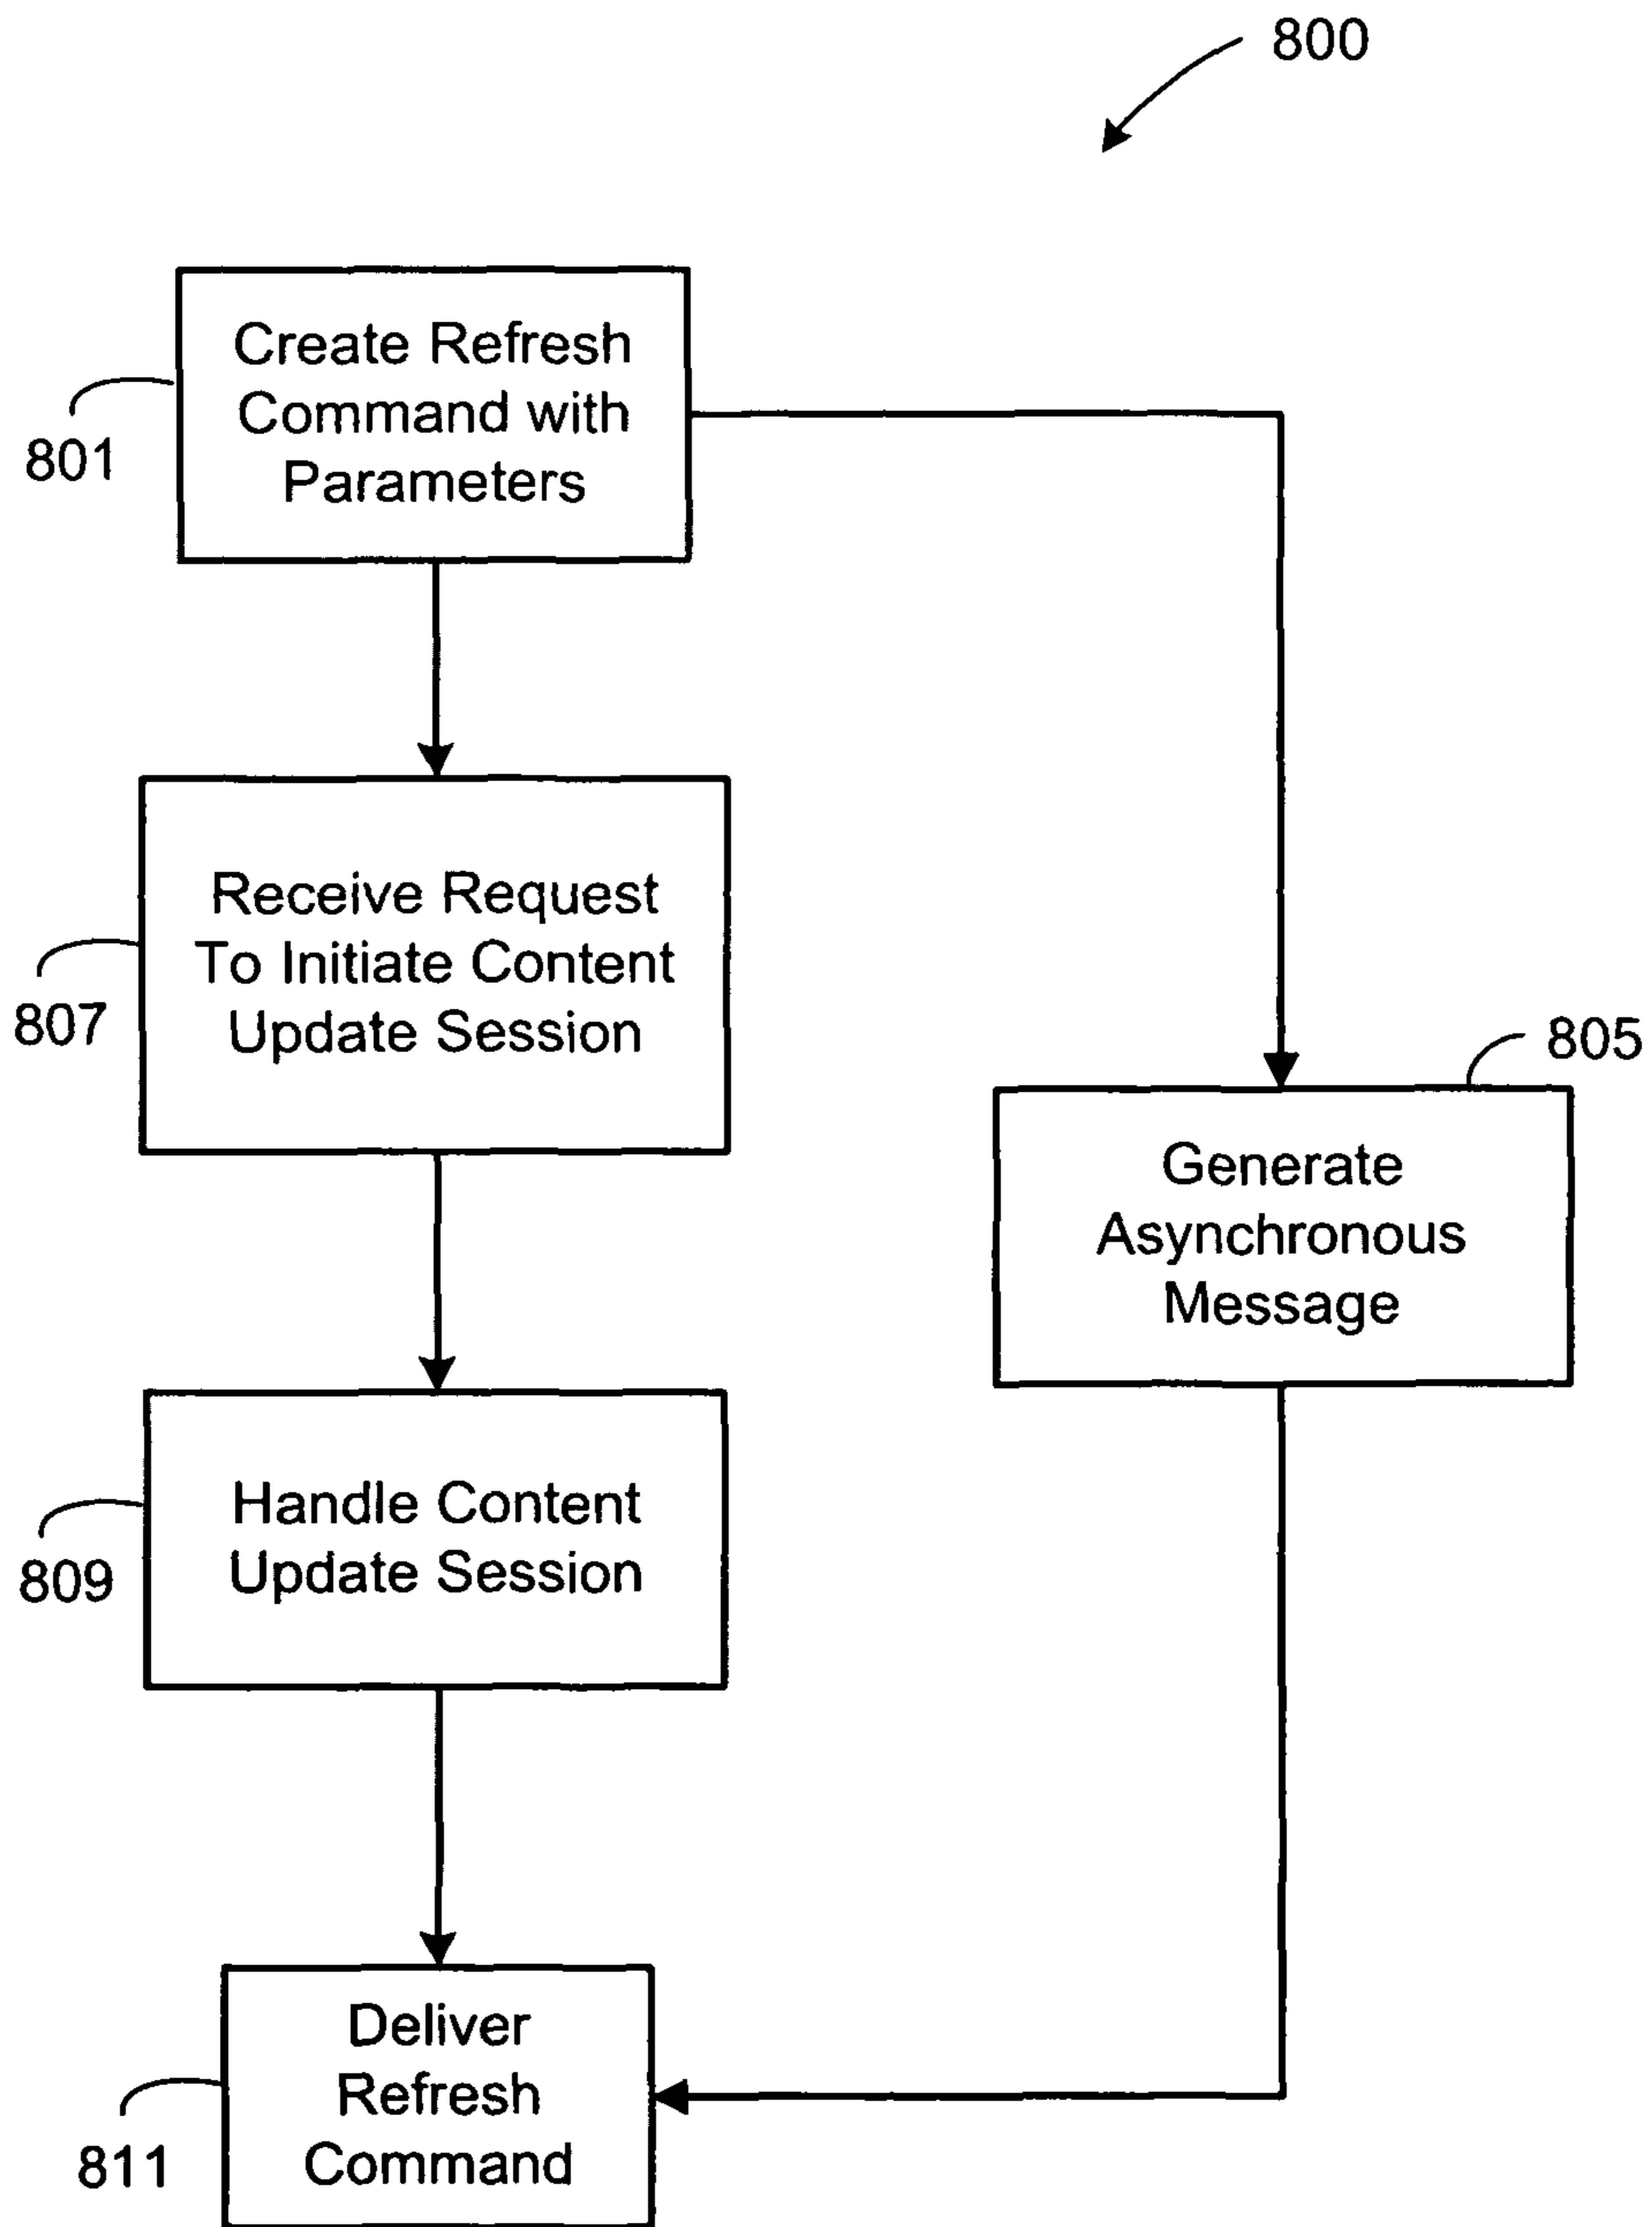 800
Create Refresh
Command with
Parameters
801
Receive Request
To Initiate Content
Update Session
807
805
Generate
Asynchronous
Message
Handle Content
Update Session
809
Deliver
Refresh
Command
811